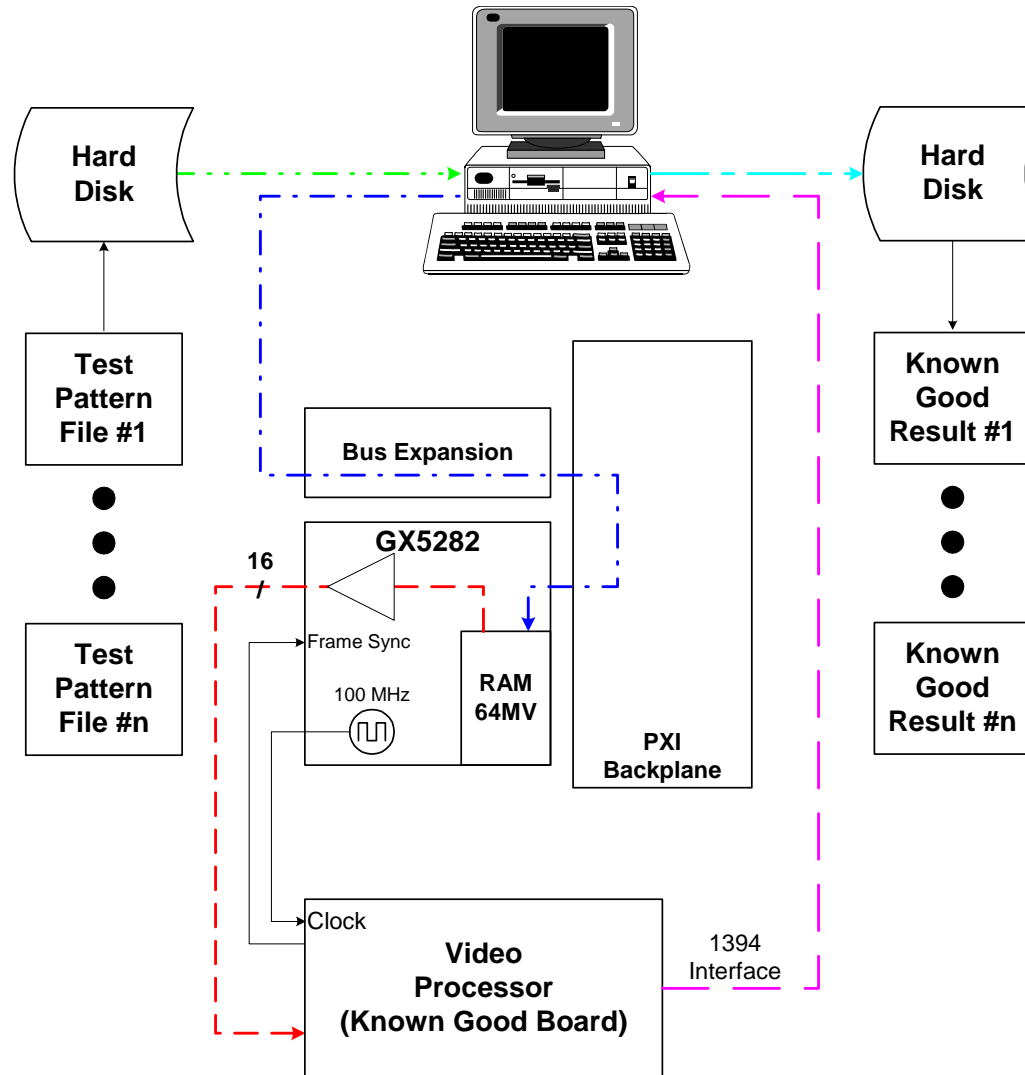 Hard
Disk
Hard
Disk
Test
Pattern
File #1
Known
Good
Result #1
Bus Expansion
GX5282
16
/
Frame Sync
100 MHz
RAM
64MV
PXI
Backplane
Test
Pattern
File #n
Known
Good
Result #n
Clock
Video
Processor
(Known Good Board)
1394
Interface